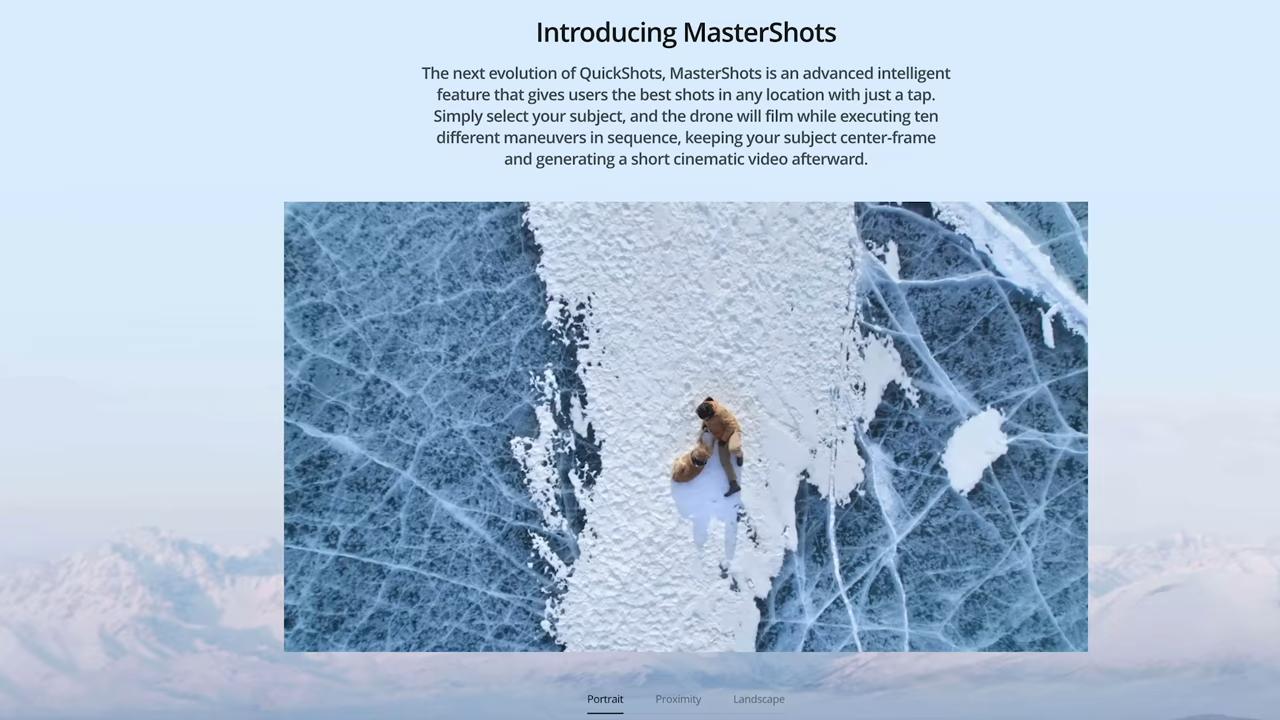 Introducing MasterShots
The next evolution of QuickShots, MasterShots is an advanced intelligent
feature that gives users the best shots in any location with just a tap.
Simply select your subject, and the drone will film while executing ten
different maneuvers in sequence, keeping your subject center-frame
and generating a short cinematic video afterward.
Portrait Proximity Landscape